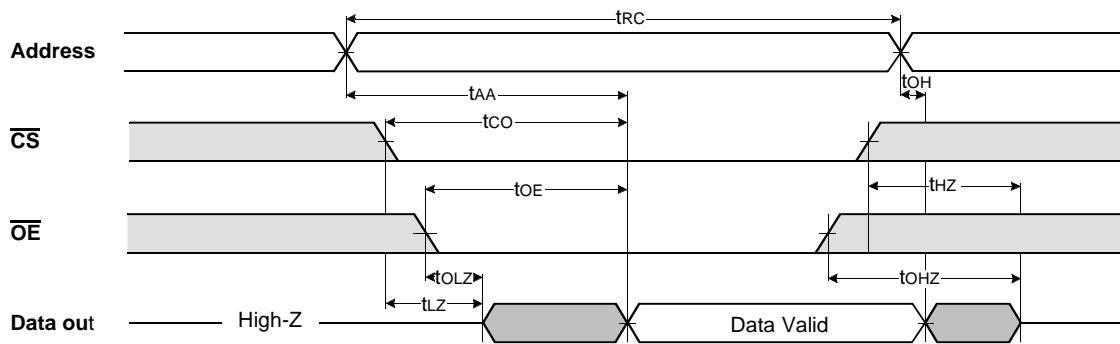 tRC
Address
tOH
tAA
tCO
CS
tHZ
tOE
OE
tOLZ
tOHZ
tLZ
Data out
High-Z
Data Valid